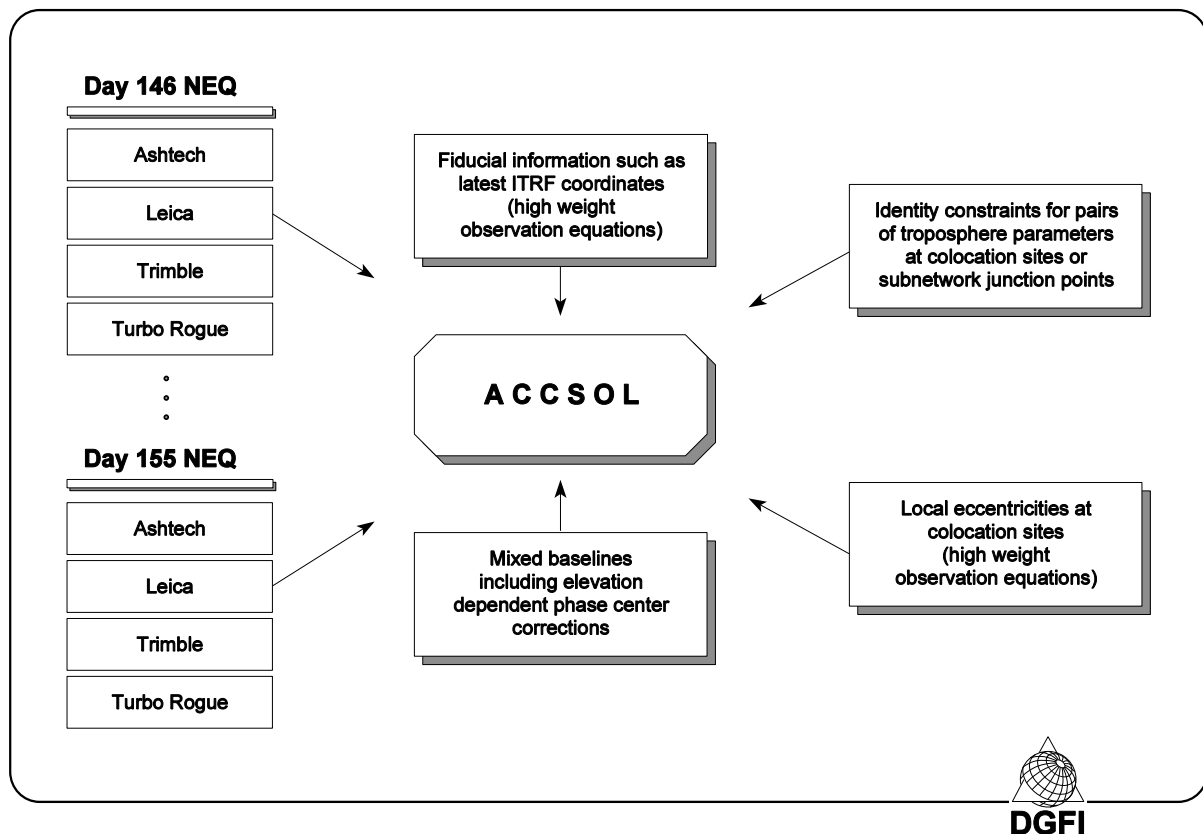 Day 146 NEQ
Ashtech
Leica
Trimble
Turbo Rogue
Day 155 NEQ
Ashtech
Leica
Trimble
Turbo Rogue
Fiducial information such as
latest ITRF coordinates
(high weight
observation equations)
A C C S O L
Mixed baselines
including elevation
dependent phase center
corrections
Identity constraints for pairs
of troposphere parameters
at colocation sites or
subnetwork junction points
Local eccentricities at
colocation sites
(high weight
observation equations)
DGFI